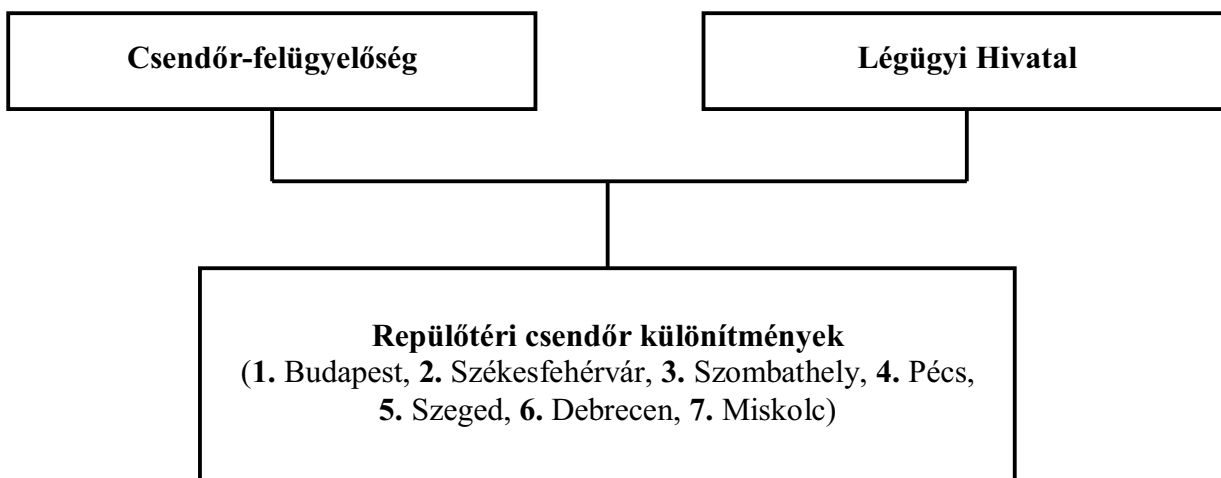 Csendőr-felügyelőség
Légügyi Hivatal
Repülőtéri csendőr különítmények
(1. Budapest, 2. Székesfehérvár, 3. Szombathely, 4. Pécs,
5. Szeged, 6. Debrecen, 7. Miskolc)